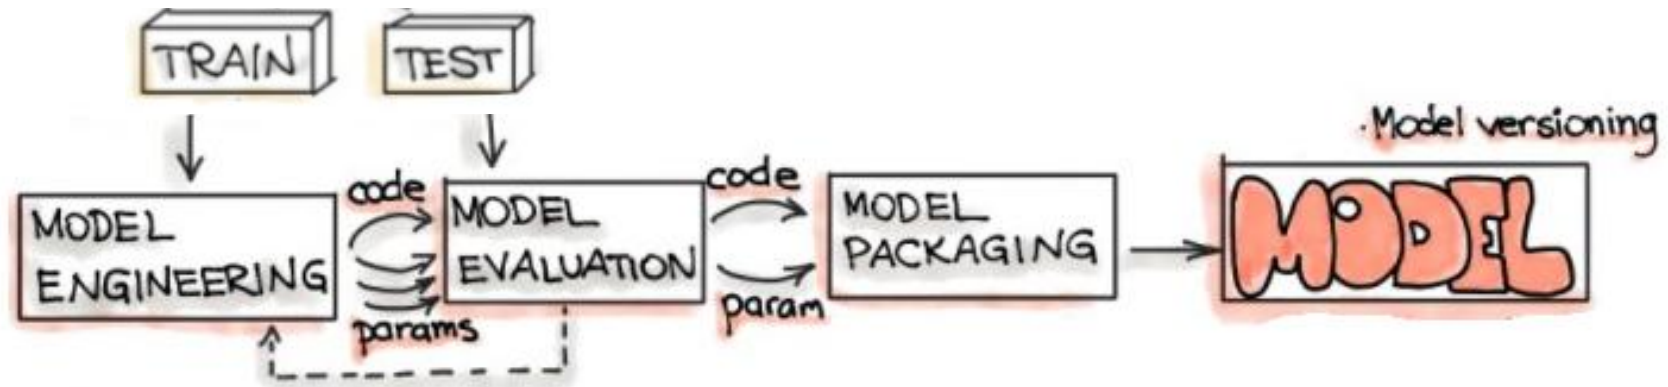 TRAIN
TEST
·Model versioning
code
code
MODEL
ENGINEERING
MODEL
EVALUATION
MODEL
PACKAGING
MODEL
params
param